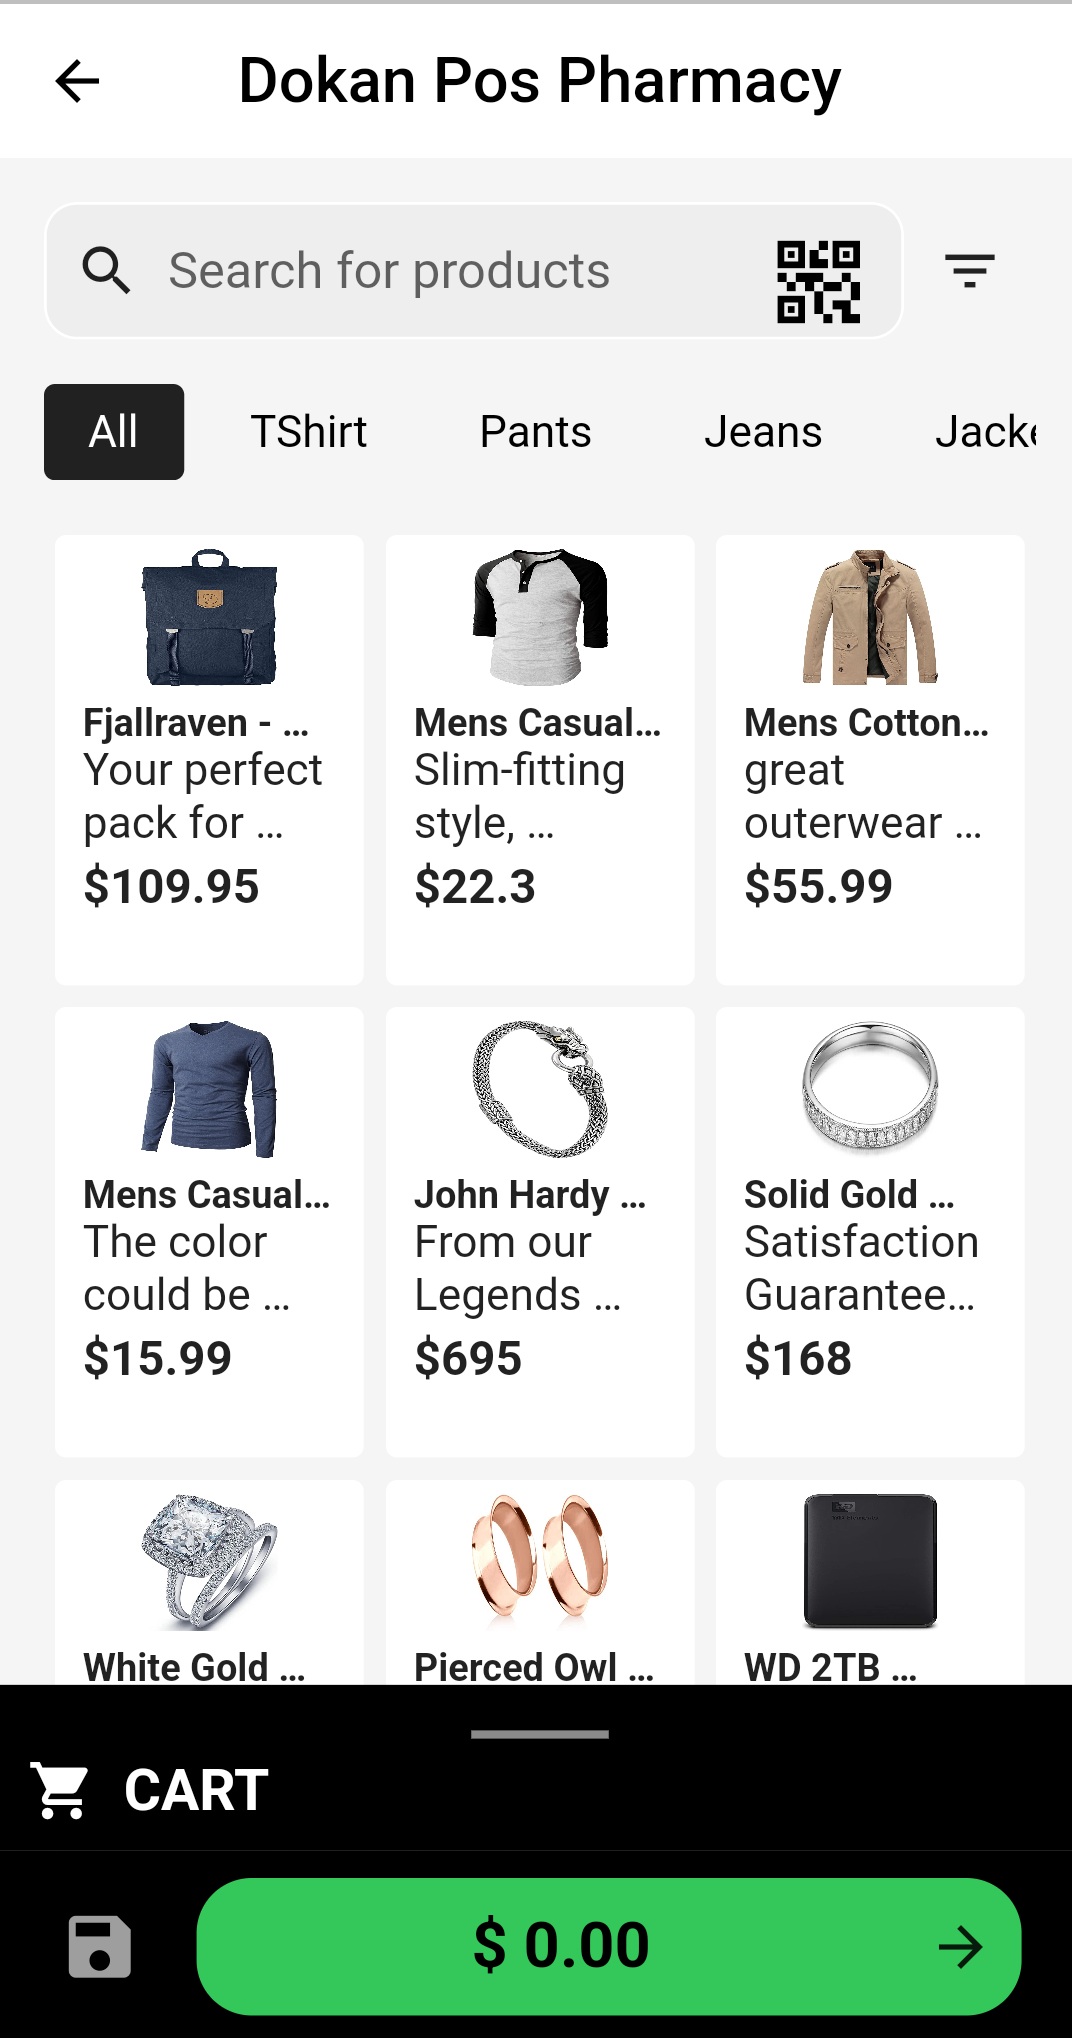 Dokan Pos Pharmacy
Search for products
All TShirt Pants Jeans Jacke
Fjallraven - ...
Your perfect
pack for ...
$109.95
Mens Casual...
Slim-fitting
style, ...
$22.3
Mens Cotton...
great
outerwear ...
$55.99
Mens Casual...
The color
could be ...
$15.99
John Hardy ...
From our
Legends ...
$695
Solid Gold ...
Satisfaction
Guarantee...
$168
White Gold ...
Pierced Owl ...
WD 2TB ...
CART
$ 0.00